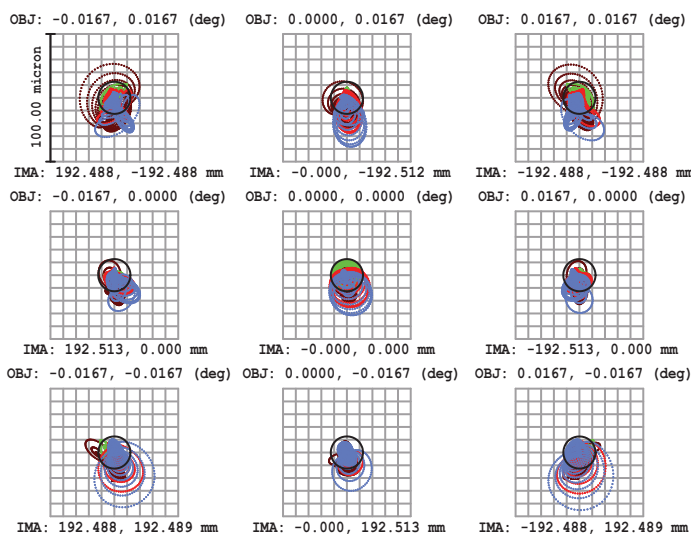 OBJ: -0.0167, 0.0167 (deg)
OBJ: 0.0000, 0.0167 (deg)
OBJ: 0.0167, 0.0167 (deg)
100.00 micron
IMA: 192.488, -192.488 mm
IMA: -0.000, -192.512 mm
IMA: -192.488, -192.488 mm
OBJ: -0.0167, 0.0000 (deg)
OBJ: 0.0000, 0.0000 (deg)
OBJ: 0.0167, 0.0000 (deg)
IMA: 192.513, 0.000 mm
IMA: -0.000, 0.000 mm
IMA: -192.513, 0.000 mm
OBJ: -0.0167, -0.0167 (deg)
OBJ: 0.0000, -0.0167 (deg)
OBJ: 0.0167, -0.0167 (deg)
IMA: 192.488, 192.489 mm
IMA: -0.000, 192.513 mm
IMA: -192.488, 192.489 mm